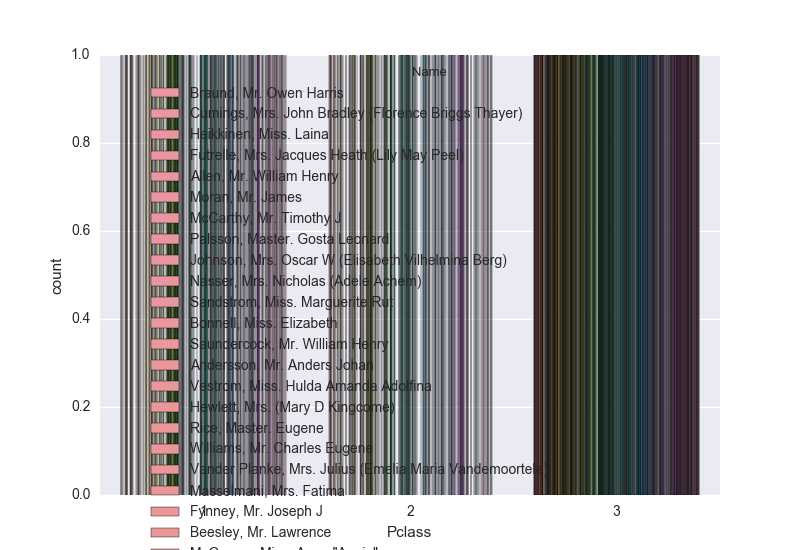 1.0
0.8
0.6
0.4
0.2
0.0
count
Name
Braund, Mr. Owen Harris
Cumings, Mrs. John Bradley (Florence Briggs Thayer)
Heikkinen, Miss. Laina
Futrelle, Mrs. Jacques Heath (Lily May Peel)
Allen, Mr. William Henry
Moran, Mr. James
McCarthy, Mr. Timothy J
Palsson, Master. Gosta Leonard
Johnson, Mrs. Oscar W (Elisabeth Vilhelmina Berg)
Nasser, Mrs. Nicholas (Adele Achem)
Sandstrom, Miss. Marguerite Rut
Bonnell, Miss. Elizabeth
Saundercock, Mr. William Henry
Andersson, Mr. Anders Johan
Vestrom, Miss. Hulda Amanda Adolfina
Hewlett, Mrs. (Mary D Kingcome)
Rice, Master. Eugene
Williams, Mr. Charles Eugene
Vander Planke, Mrs. Julius (Emelia Maria Vandemoortele)
Masselmani, Mrs. Fatima
Fynney, Mr. Joseph J
1 2 3
Beesley, Mr. Lawrence
Pclass
McGowan, Miss. Anna "Annie"